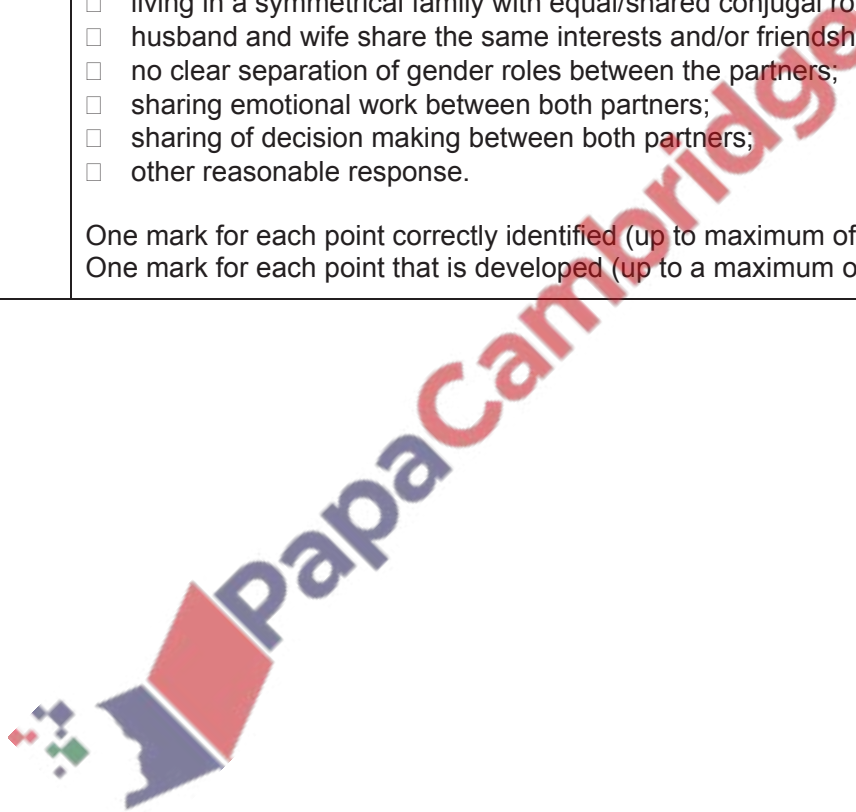 □ living in a symmetrical family with equal/shared conjugal ro
□ husband and wife share the same interests and/or friendsh
□ no clear separation of gender roles between the partners;
□ sharing emotional work between both partners;
□ sharing of decision making between both partners;
□ other reasonable response.
One mark for each point correctly identified (up to maximum of
One mark for each point that is developed (up to a maximum o
PapaCambridge